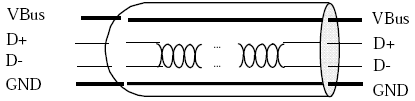 VBus VBus
D+ D+
D- ... ... D-
GND GND